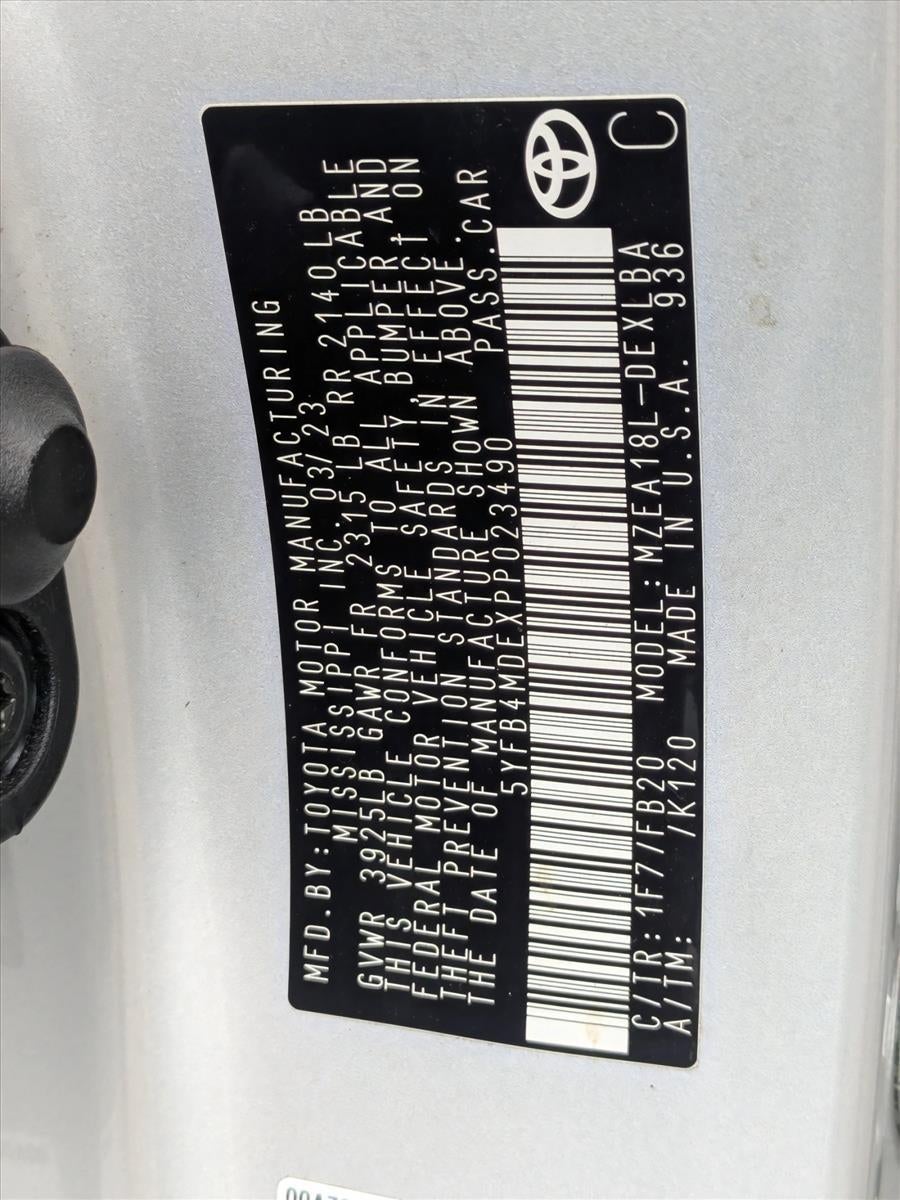 MFD.BY:TOYOTA MOTOR MANUFACTURING
MISSISSIPPI INC. 03/23
GVWR 3925LB GAWR FR 2315 LB RR 2140LB
THIS VEHICLE CONFORMS TO ALL APPLICABLE
FEDERAL MOTOR VEHICLE SAFETY, BUMPER, AND
THEFT PREVENTION STANDARDS IN EFFECT ON
THE DATE OF MANUFACTURE SHOWN ABOVE.
5YFB4MDEXPP023490 PASS.CAR
C/TR:1F7/FB20 MODEL:MZEA18L-DEXLBA
A/TM: /K120 MADE IN U.S.A. 936
C